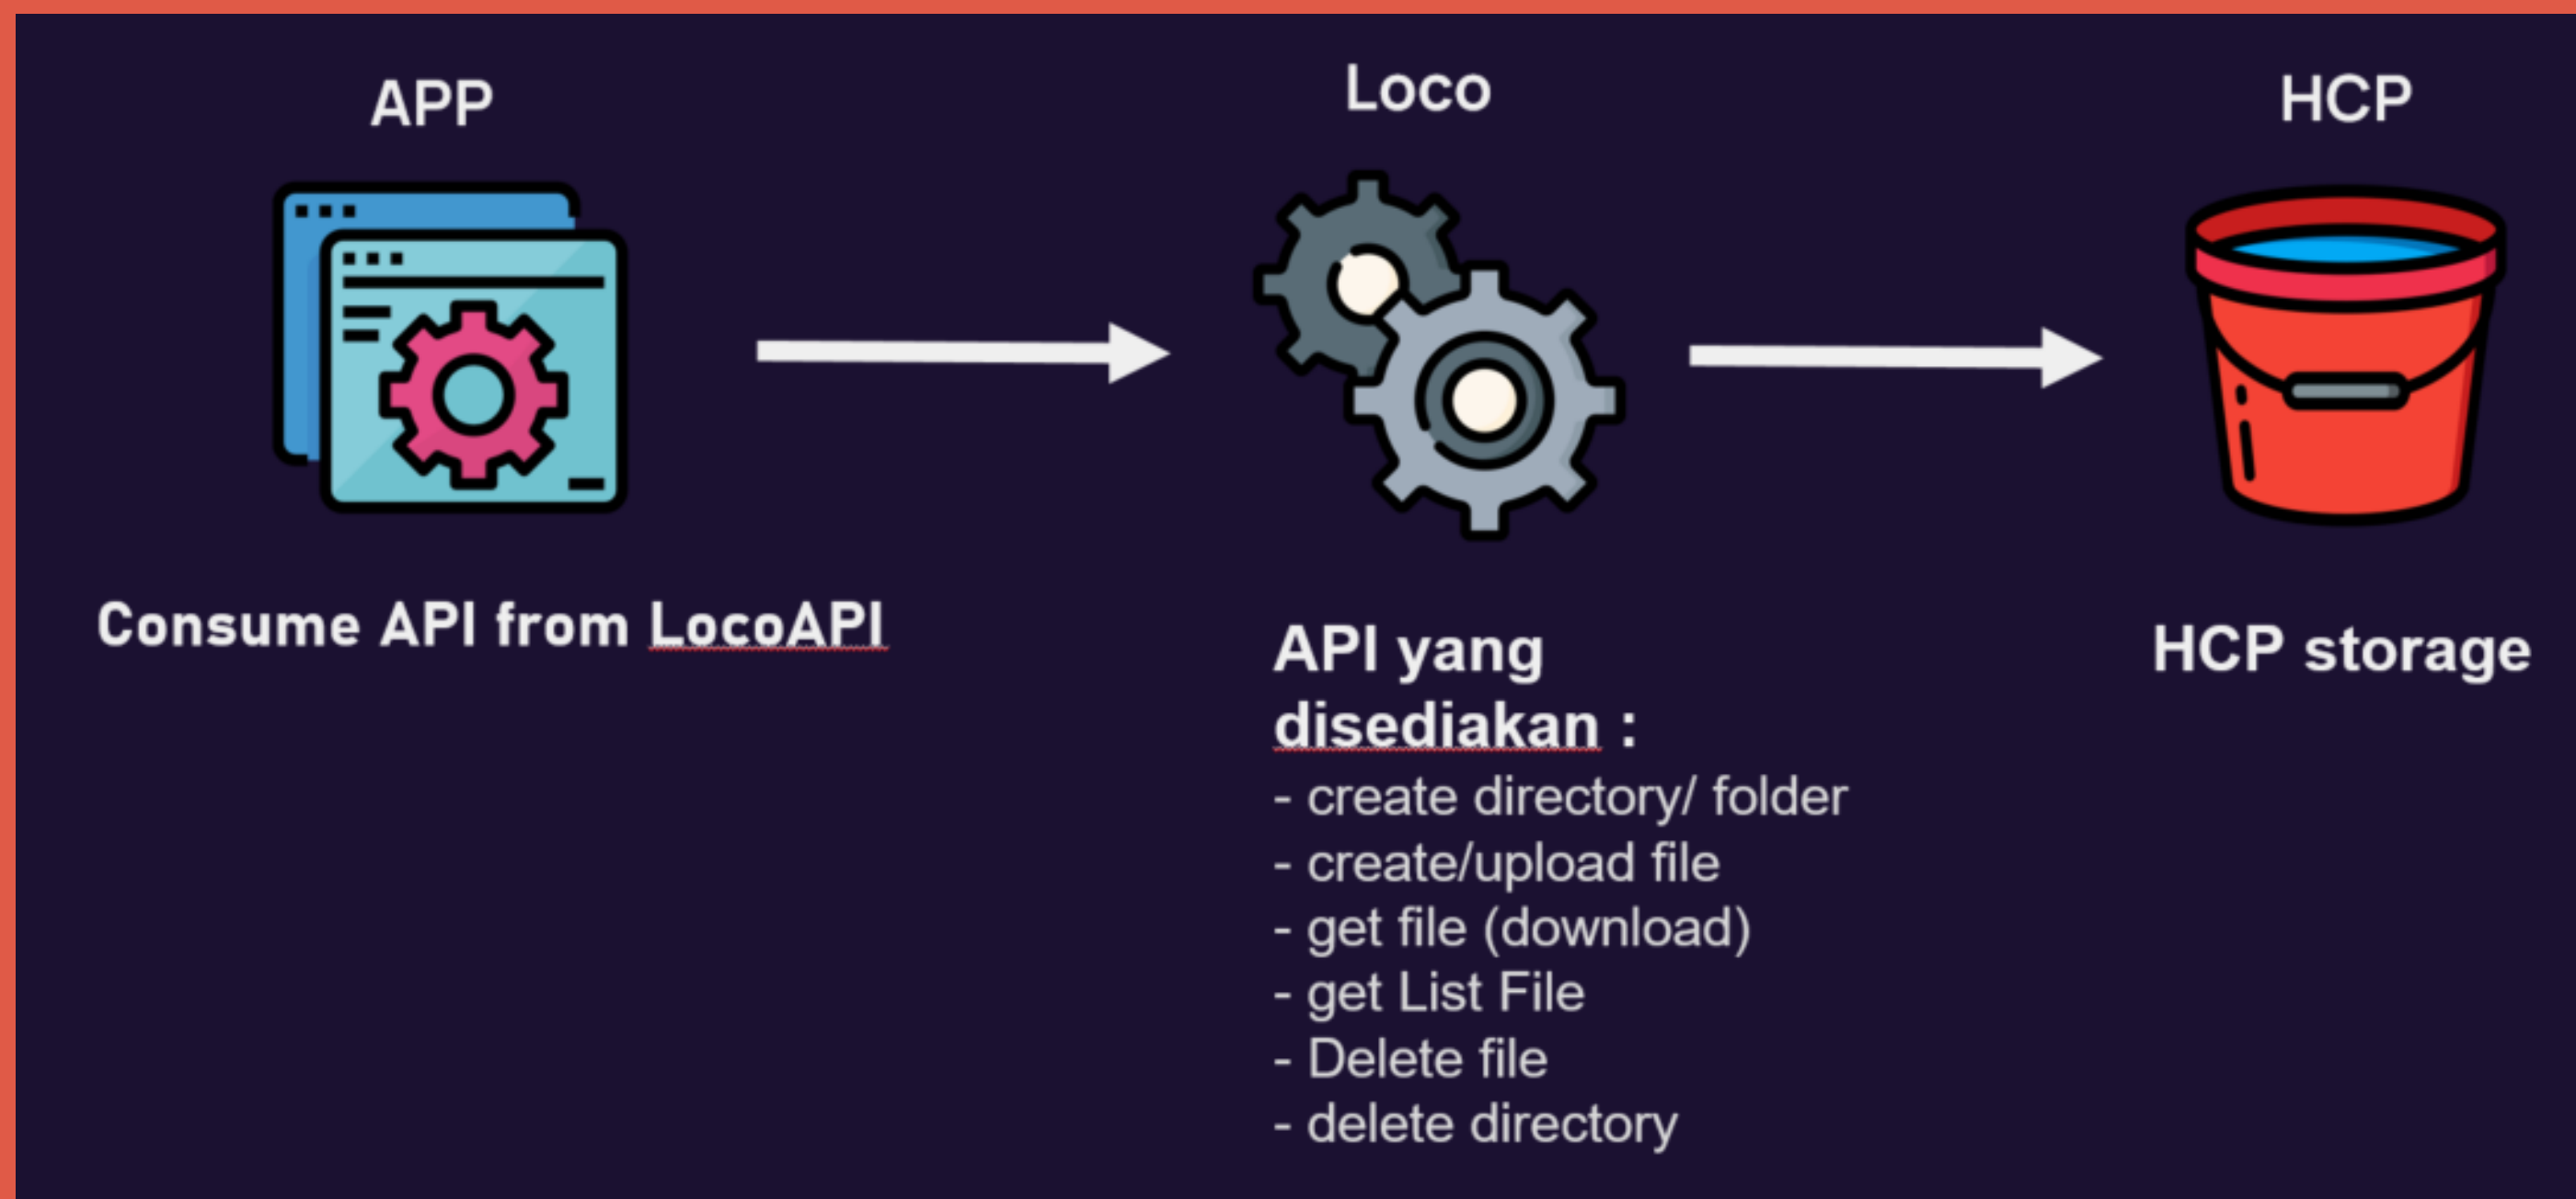 APP
Loco
HCP
Consume API from LocoAPI
API yang
disediakan :
- create directory/ folder
- create/upload file
- get file (download)
- get List File
- Delete file
- delete directory
HCP storage